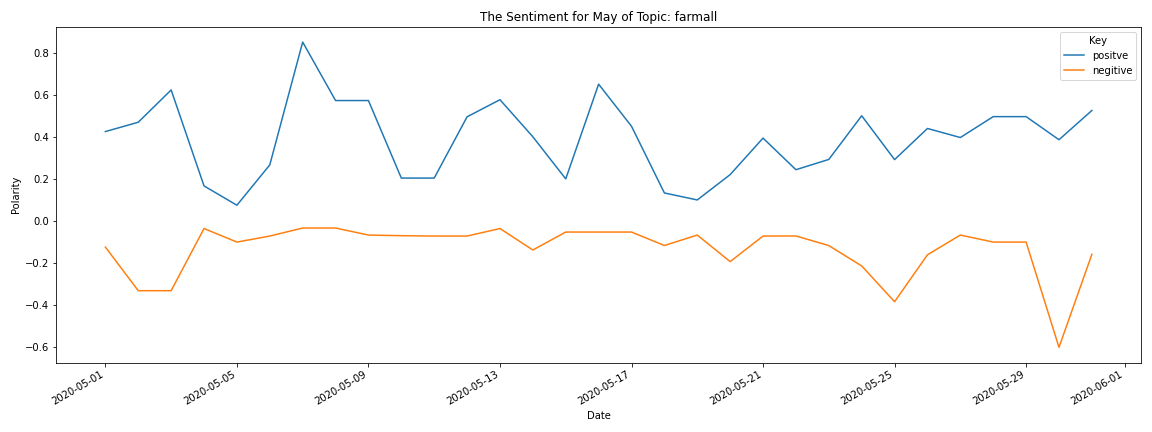 The Sentiment for May of Topic: farmall
Key
positve
negitive
Polarity
0.8
0.6
0.4
0.2
0.0
−0.2
−0.4
−0.6
2020-05-01
2020-05-05
2020-05-09
2020-05-13
2020-05-17
2020-05-21
2020-05-25
2020-05-29
2020-06-01
Date